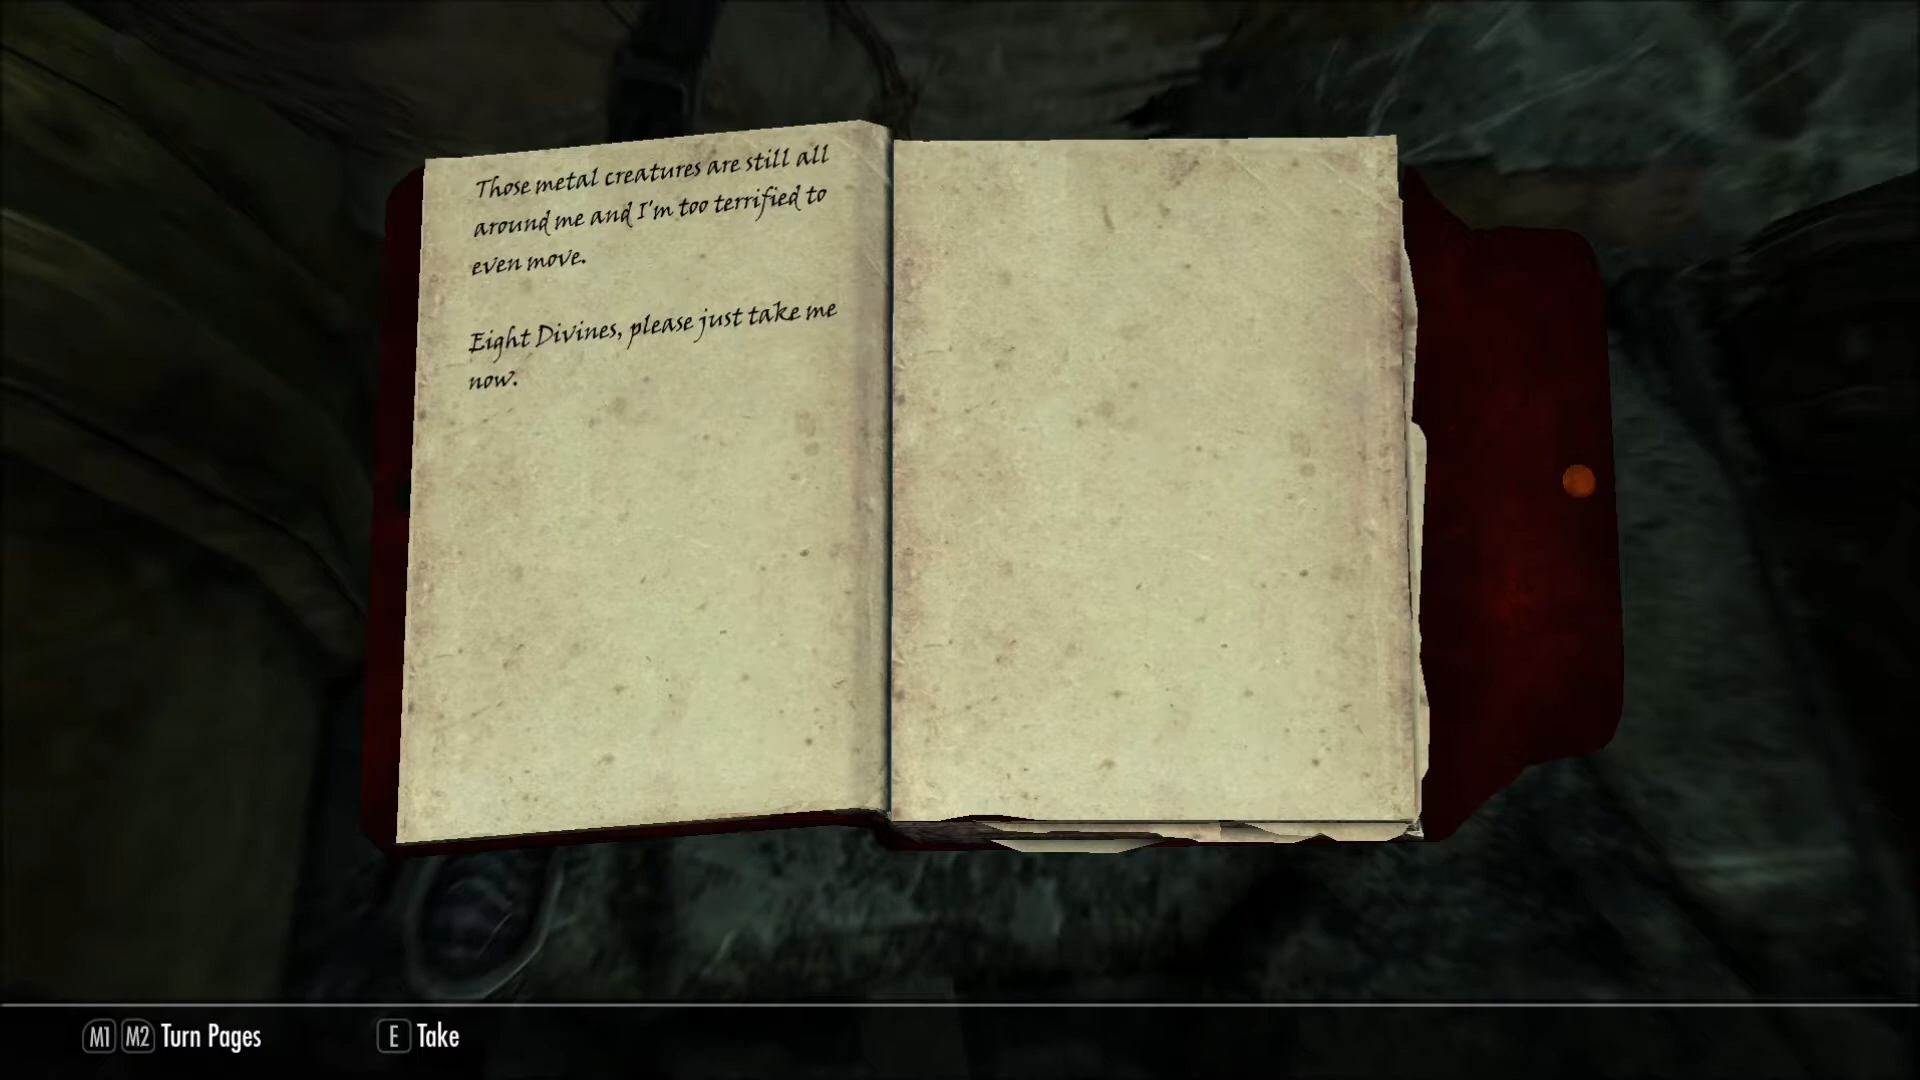 Those metal creatures are still all
around me and I'm too terrified to
even move.
Eight Divines, please just take me
now.
M1 M2 Turn Pages
E Take